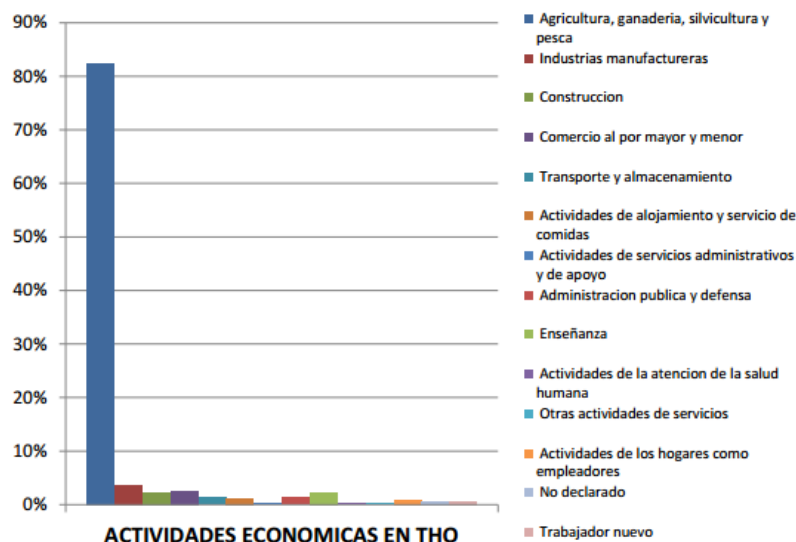 90%
80%
70%
60%
50%
40%
30%
20%
10%
0%
ACTIVIDADES ECONOMICAS EN THO
Agricultura, ganaderia, silvicultura y
pesca
Industrias manufactureras
Construccion
Comercio al por mayor y menor
Transporte y almacenamiento
Actividades de alojamiento y servicio de
comidas
Actividades de servicios administrativos
y de apoyo
Administracion publica y defensa
Enseñanza
Actividades de la atencion de la salud
humana
Otras actividades de servicios
Actividades de los hogares como
empleadores
No declarado
Trabajador nuevo